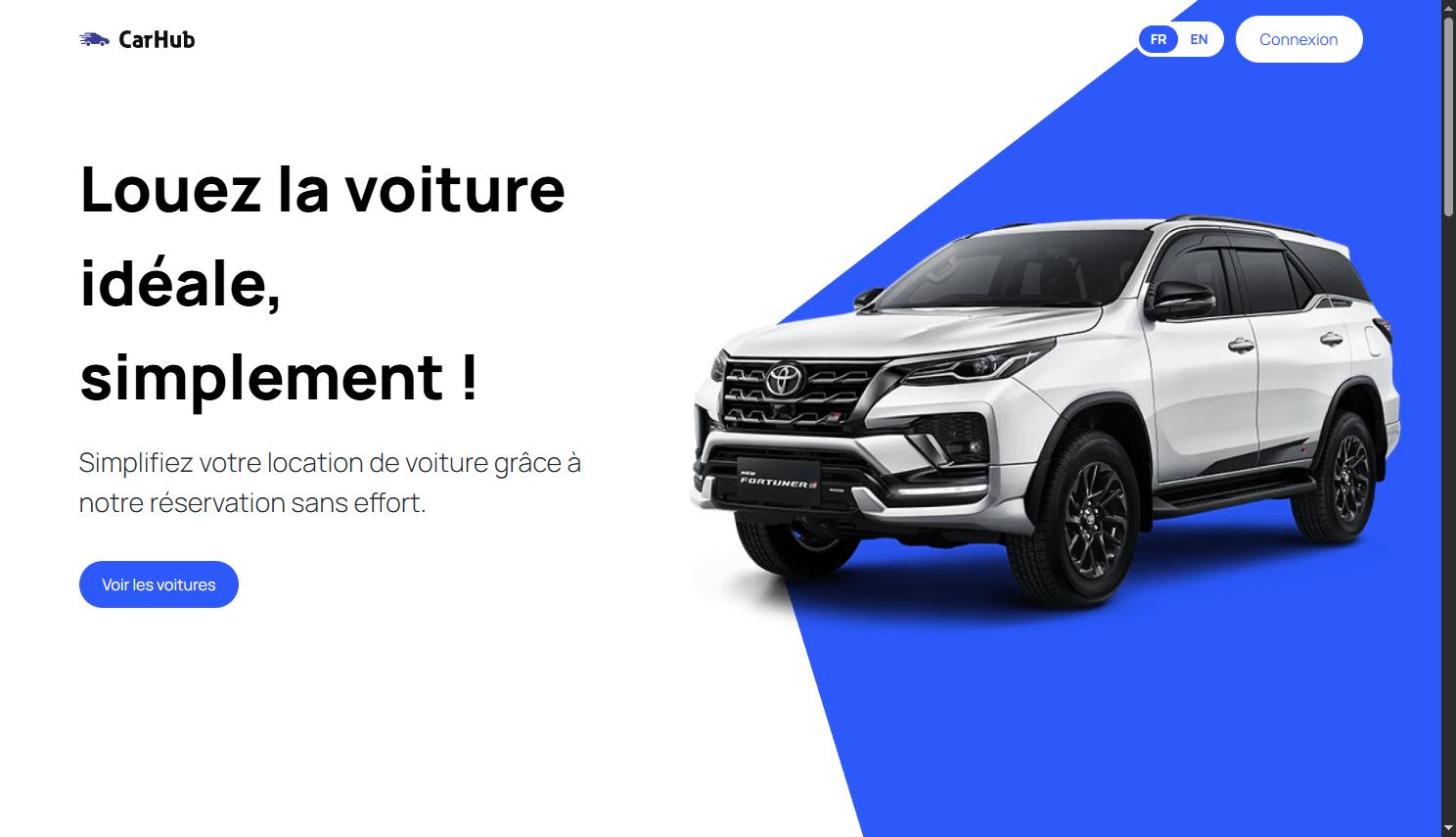 CarHub
FR EN
Connexion
Louez la voiture
idéale,
simplement !
Simplifiez votre location de voiture grâce à
notre réservation sans effort.
Voir les voitures
NEW
FORTUNER